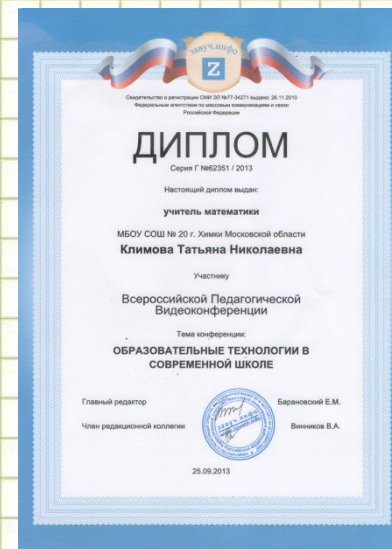 завуч.инфо
Z
Свидетельство о регистрации СМИ ЭЛ №77-34271 выдано: 26.11.2010
Федеральным агентством по массовым коммуникациям и связи
Российской Федерации
ДИПЛОМ
Серия Г №62351 / 2013
Настоящий диплом выдан:
учитель математики
МБОУ СОШ № 20 г. Химки Московской области
Климова Татьяна Николаевна
Участнику
Всероссийской Педагогической
Видеоконференции
Тема конференции:
ОБРАЗОВАТЕЛЬНЫЕ ТЕХНОЛОГИИ В
СОВРЕМЕННОЙ ШКОЛЕ
Главный редактор
Барановский Е.М.
завуч.инфо
Член редакционной коллегии
Винников В.А.
25.09.2013